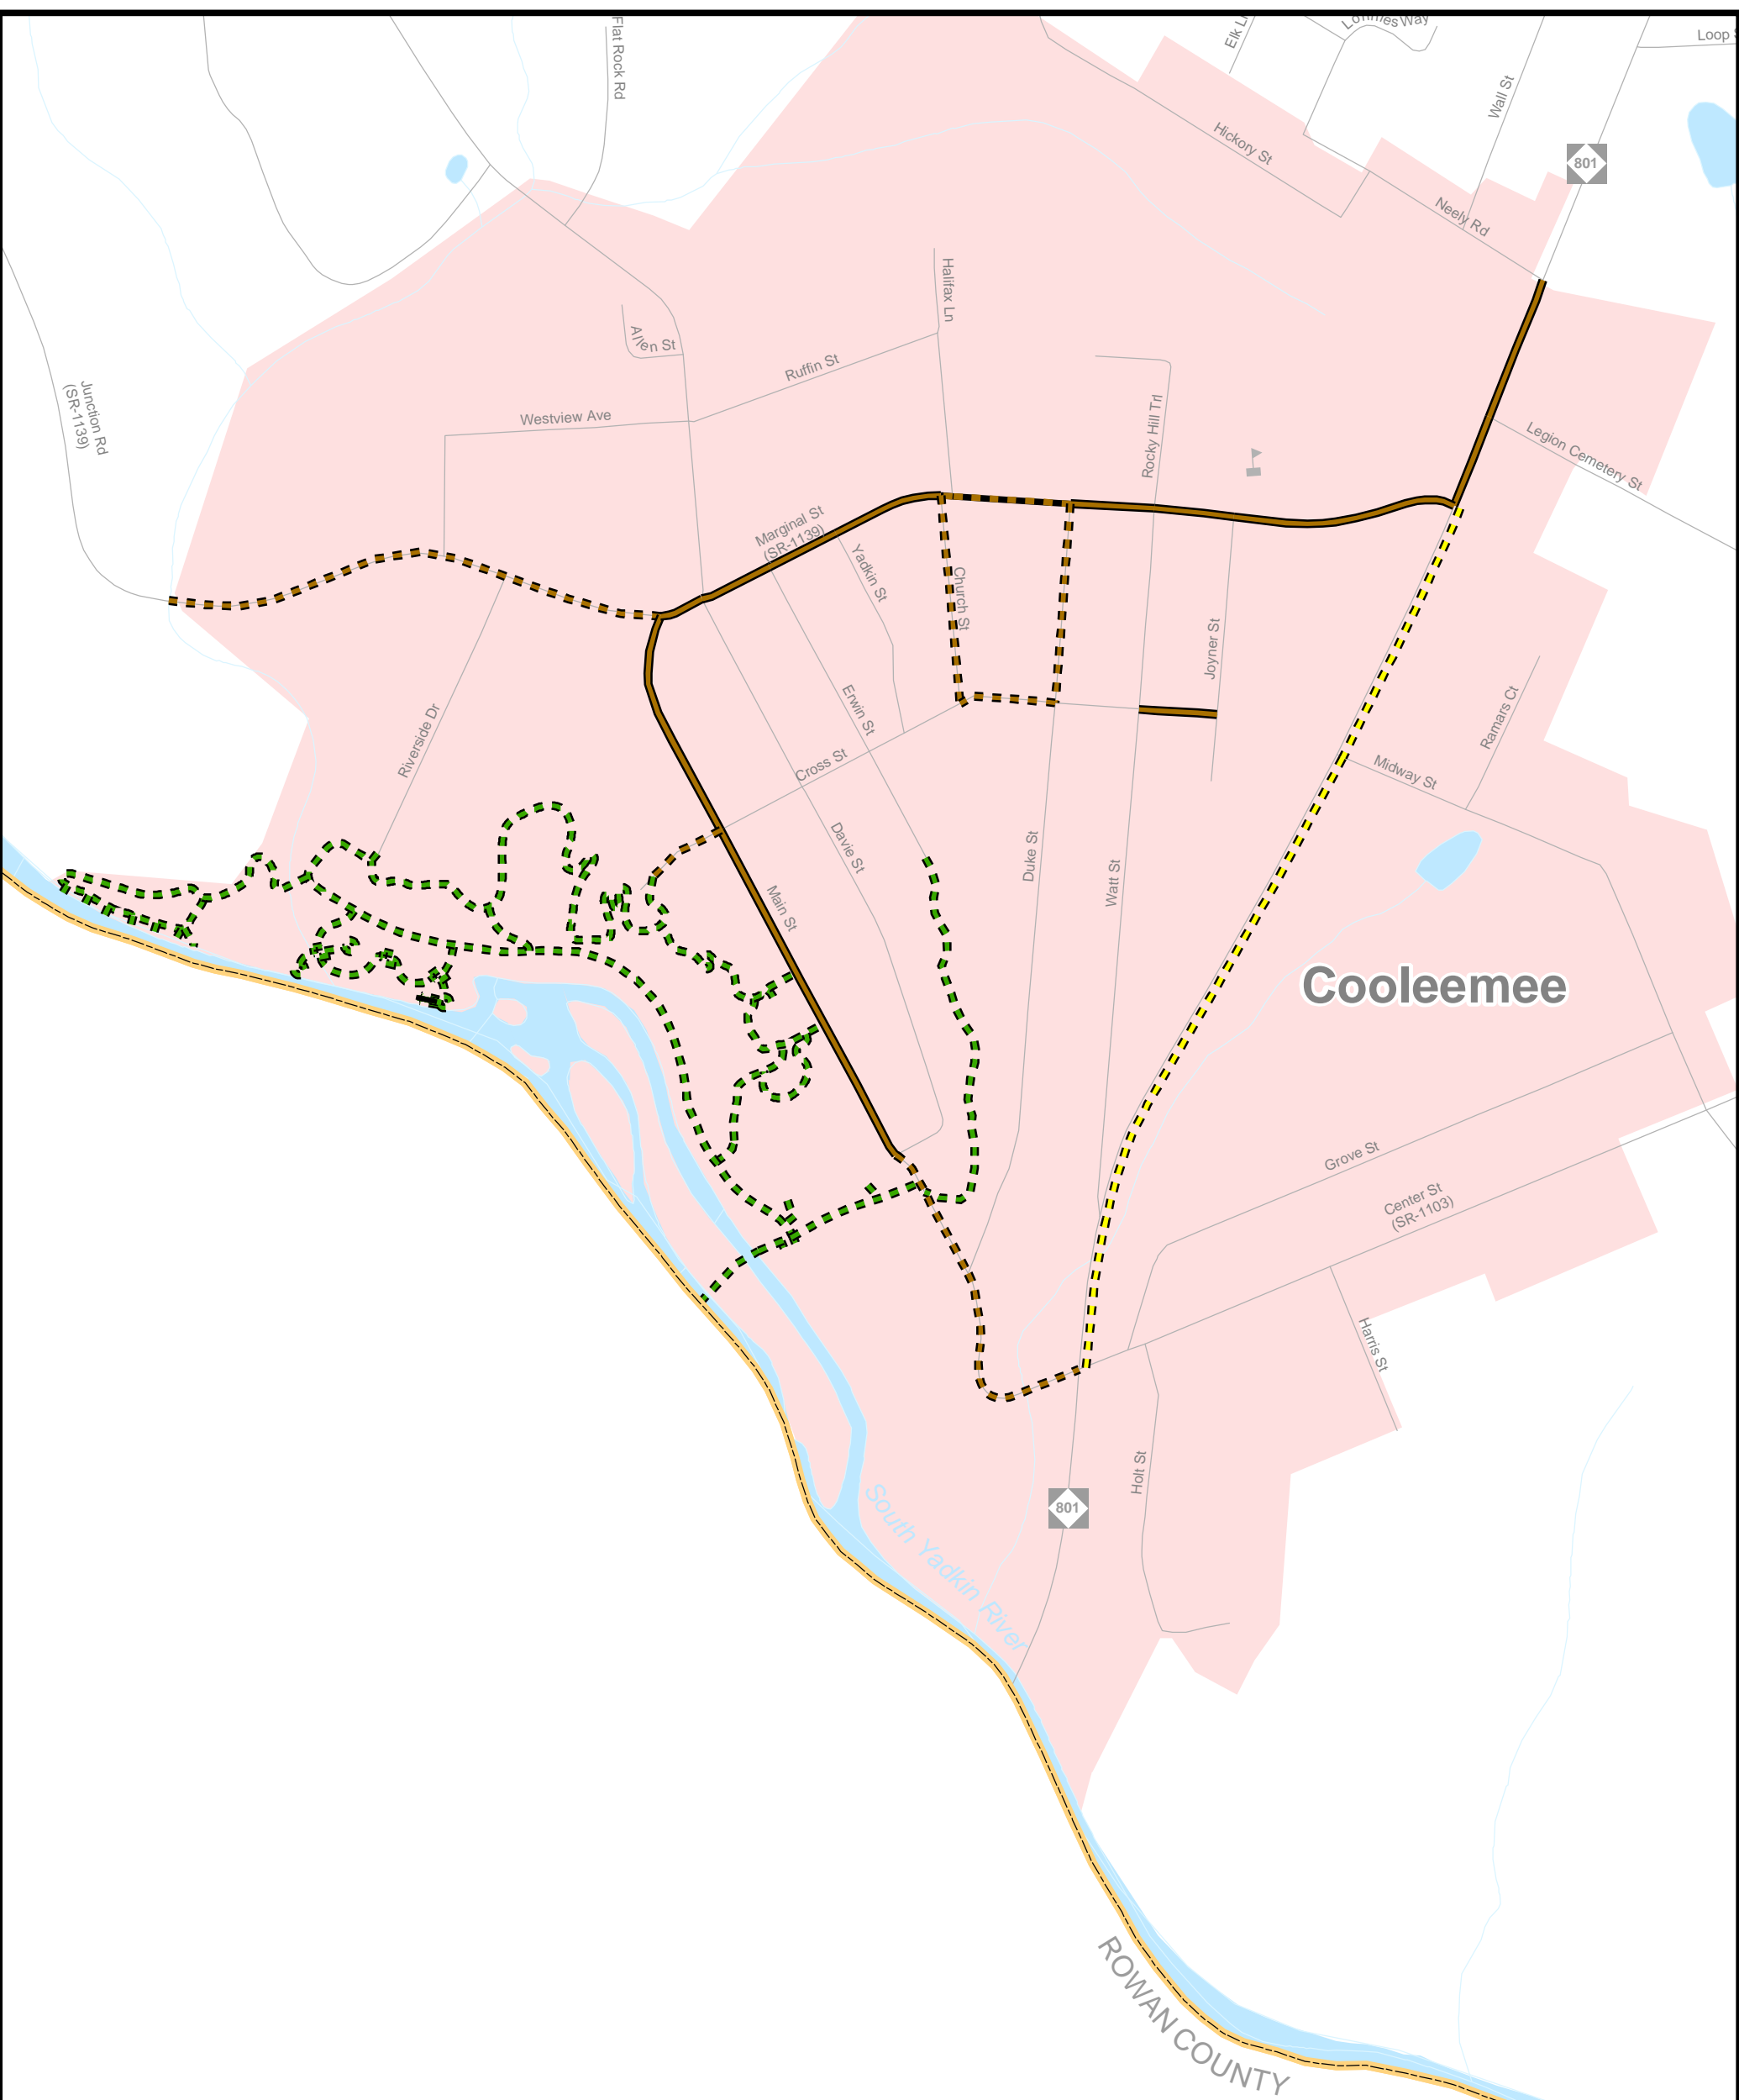 Flat Rock Rd
Elk L
Lommes Way
Loop S
Wall St
Hickory St
801
Neely Rd
Halifax Ln
Allen St
Ruffin St
Westview Ave
Junction Rd
(SR-1139)
Rocky Hill Trl
Legion Cemetery St
Marginal St
(SR-1139)
Yadkin St
Church St
Joyner St
Erwin St
Riverside Dr
Cross St
Ramars Ct
Midway St
Davie St
Duke St
Watt St
Main St
Cooleemee
Grove St
Center St
(SR-1103)
Harris St
Holt St
801
South Yadkin River
ROWAN COUNTY